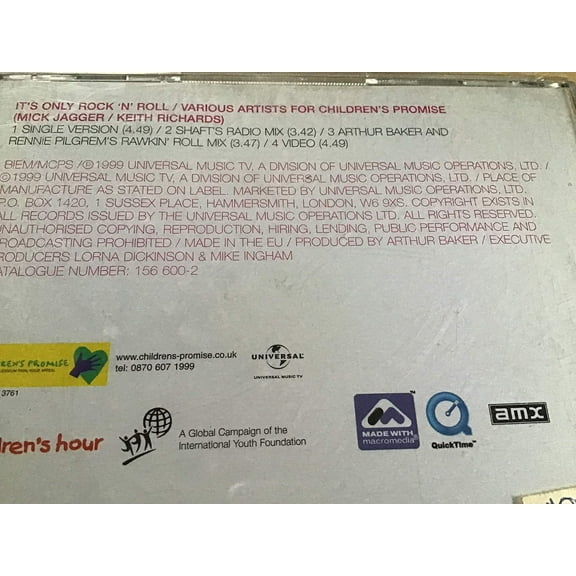 IT'S ONLY ROCK 'N' ROLL / VARIOUS ARTISTS FOR CHILDREN'S PROMISE
(MICK JAGGER / KEITH RICHARDS)
1 SINGLE VERSION (4.49) / 2 SHAFT'S RADIO MIX (3.42) / 3 ARTHUR BAKER AND
RENNIE PILGREM'S RAWKIN' ROLL MIX (3.47) / 4 VIDEO (4.49)
BIEM/MCPS / ℗ 1999 UNIVERSAL MUSIC TV, A DIVISION OF UNIVERSAL MUSIC OPERATIONS, LTD. /
© 1999 UNIVERSAL MUSIC TV, A DIVISION OF UNIVERSAL MUSIC OPERATIONS, LTD. / PLACE OF
MANUFACTURE AS STATED ON LABEL. MARKETED BY UNIVERSAL MUSIC OPERATIONS, LTD.
P.O. BOX 1420, 1 SUSSEX PLACE, HAMMERSMITH, LONDON, W6 9XS. COPYRIGHT EXISTS IN
ALL RECORDS ISSUED BY THE UNIVERSAL MUSIC OPERATIONS LTD. ALL RIGHTS RESERVED.
UNAUTHORISED COPYING, REPRODUCTION, HIRING, LENDING, PUBLIC PERFORMANCE AND
BROADCASTING PROHIBITED / MADE IN THE EU / PRODUCED BY ARTHUR BAKER / EXECUTIVE
PRODUCERS LORNA DICKINSON & MIKE INGHAM
CATALOGUE NUMBER: 156 600-2
REN'S PROMISE
www.childrens-promise.co.uk
tel: 0870 607 1999
UNIVERSAL
UNIVERSAL MUSIC TV
3761
ren's hour
A Global Campaign of the
International Youth Foundation
MADE WITH
macromedia
QuickTime™
amx